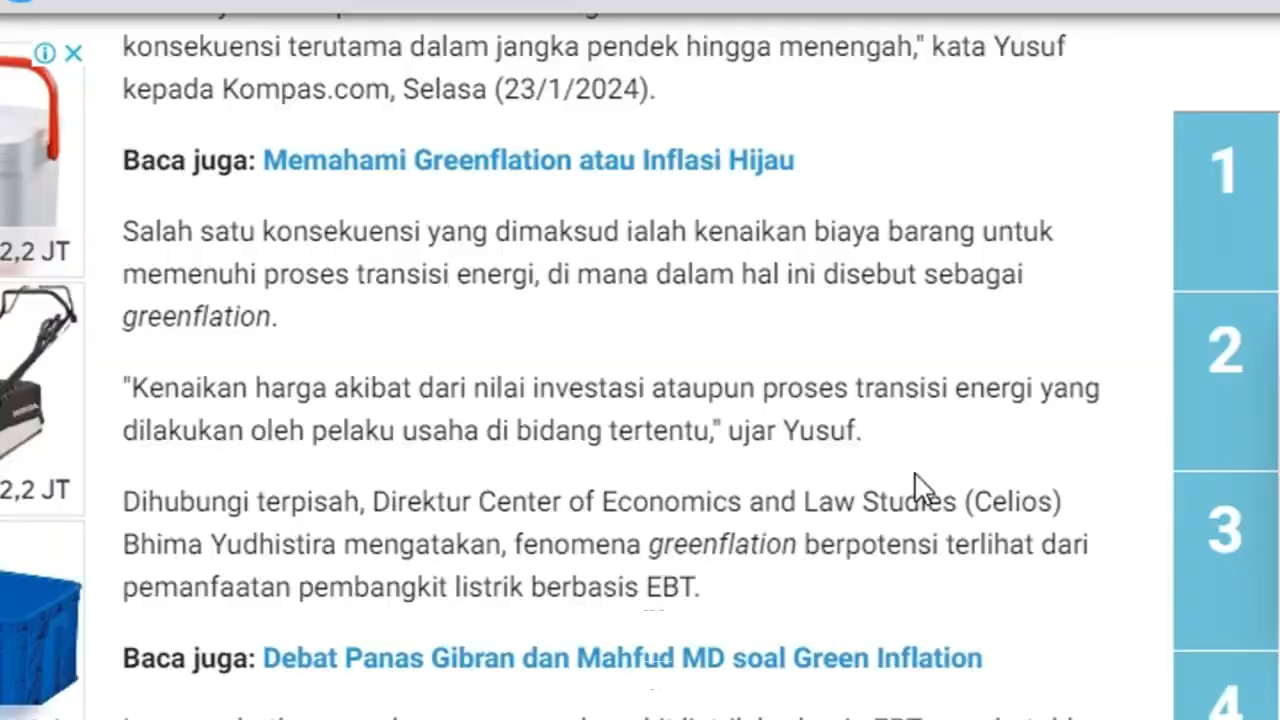 konsekuensi terutama dalam jangka pendek hingga menengah," kata Yusuf
kepada Kompas.com, Selasa (23/1/2024).
Baca juga: Memahami Greenflation atau Inflasi Hijau
Salah satu konsekuensi yang dimaksud ialah kenaikan biaya barang untuk
memenuhi proses transisi energi, di mana dalam hal ini disebut sebagai
greenflation.
"Kenaikan harga akibat dari nilai investasi ataupun proses transisi energi yang
dilakukan oleh pelaku usaha di bidang tertentu," ujar Yusuf.
Dihubungi terpisah, Direktur Center of Economics and Law Studies (Celios)
Bhima Yudhistira mengatakan, fenomena greenflation berpotensi terlihat dari
pemanfaatan pembangkit listrik berbasis EBT.
Baca juga: Debat Panas Gibran dan Mahfud MD soal Green Inflation
2,2 JT
2,2 JT
1
2
3
4